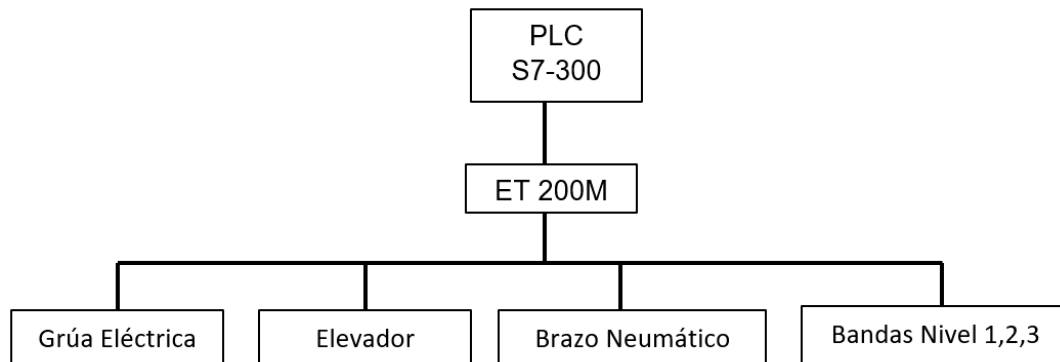 PLC
S7-300
ET 200M
Grúa Eléctrica
Elevador
Brazo Neumático
Bandas Nivel 1,2,3